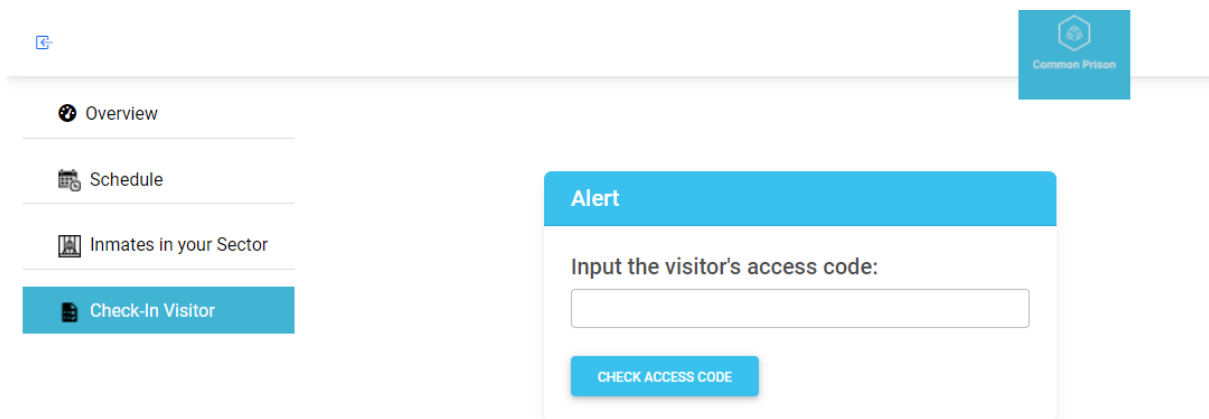 Common Prison
Overview
Schedule
Inmates in your Sector
Check-In Visitor
Alert
Input the visitor's access code:
CHECK ACCESS CODE